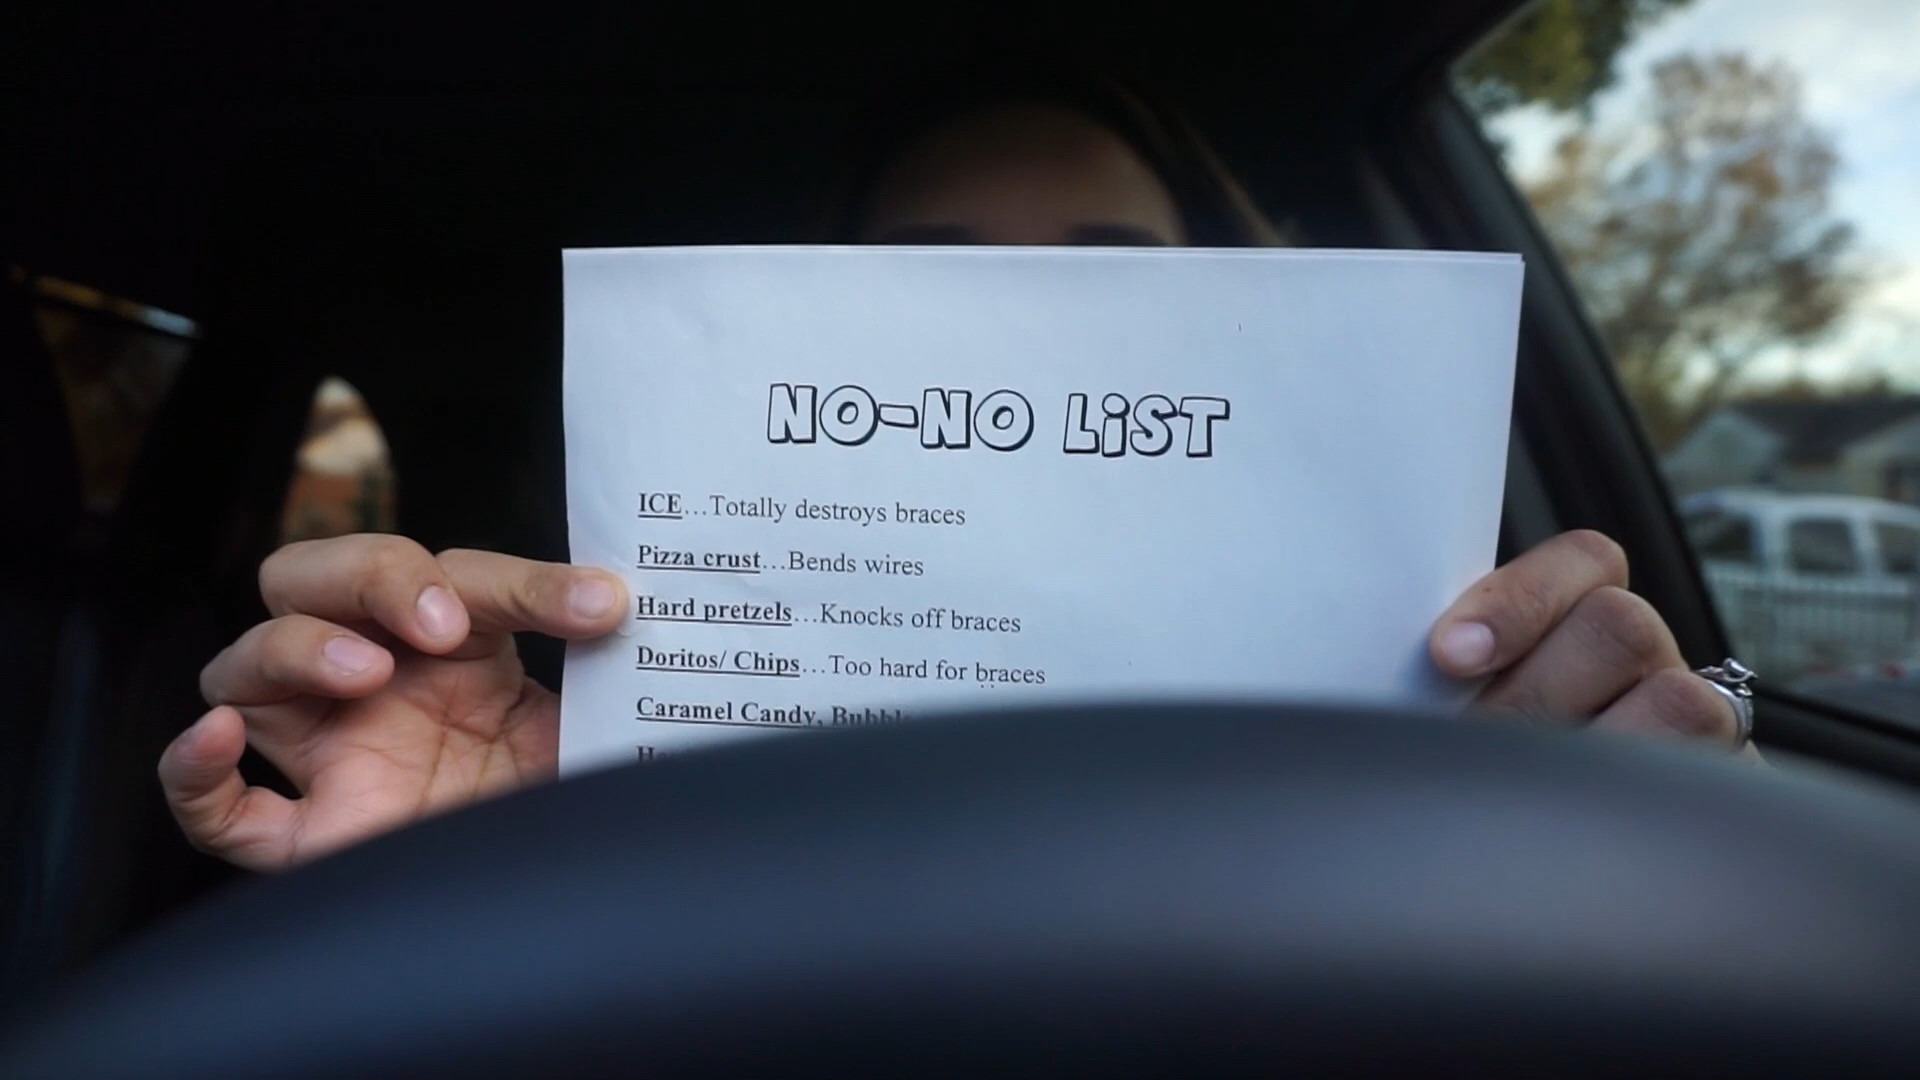 NO-NO LiST
ICE...Totally destroys braces
Pizza crust...Bends wires
Hard pretzels...Knocks off braces
Doritos/ Chips...Too hard for braces
Caramel Candy,